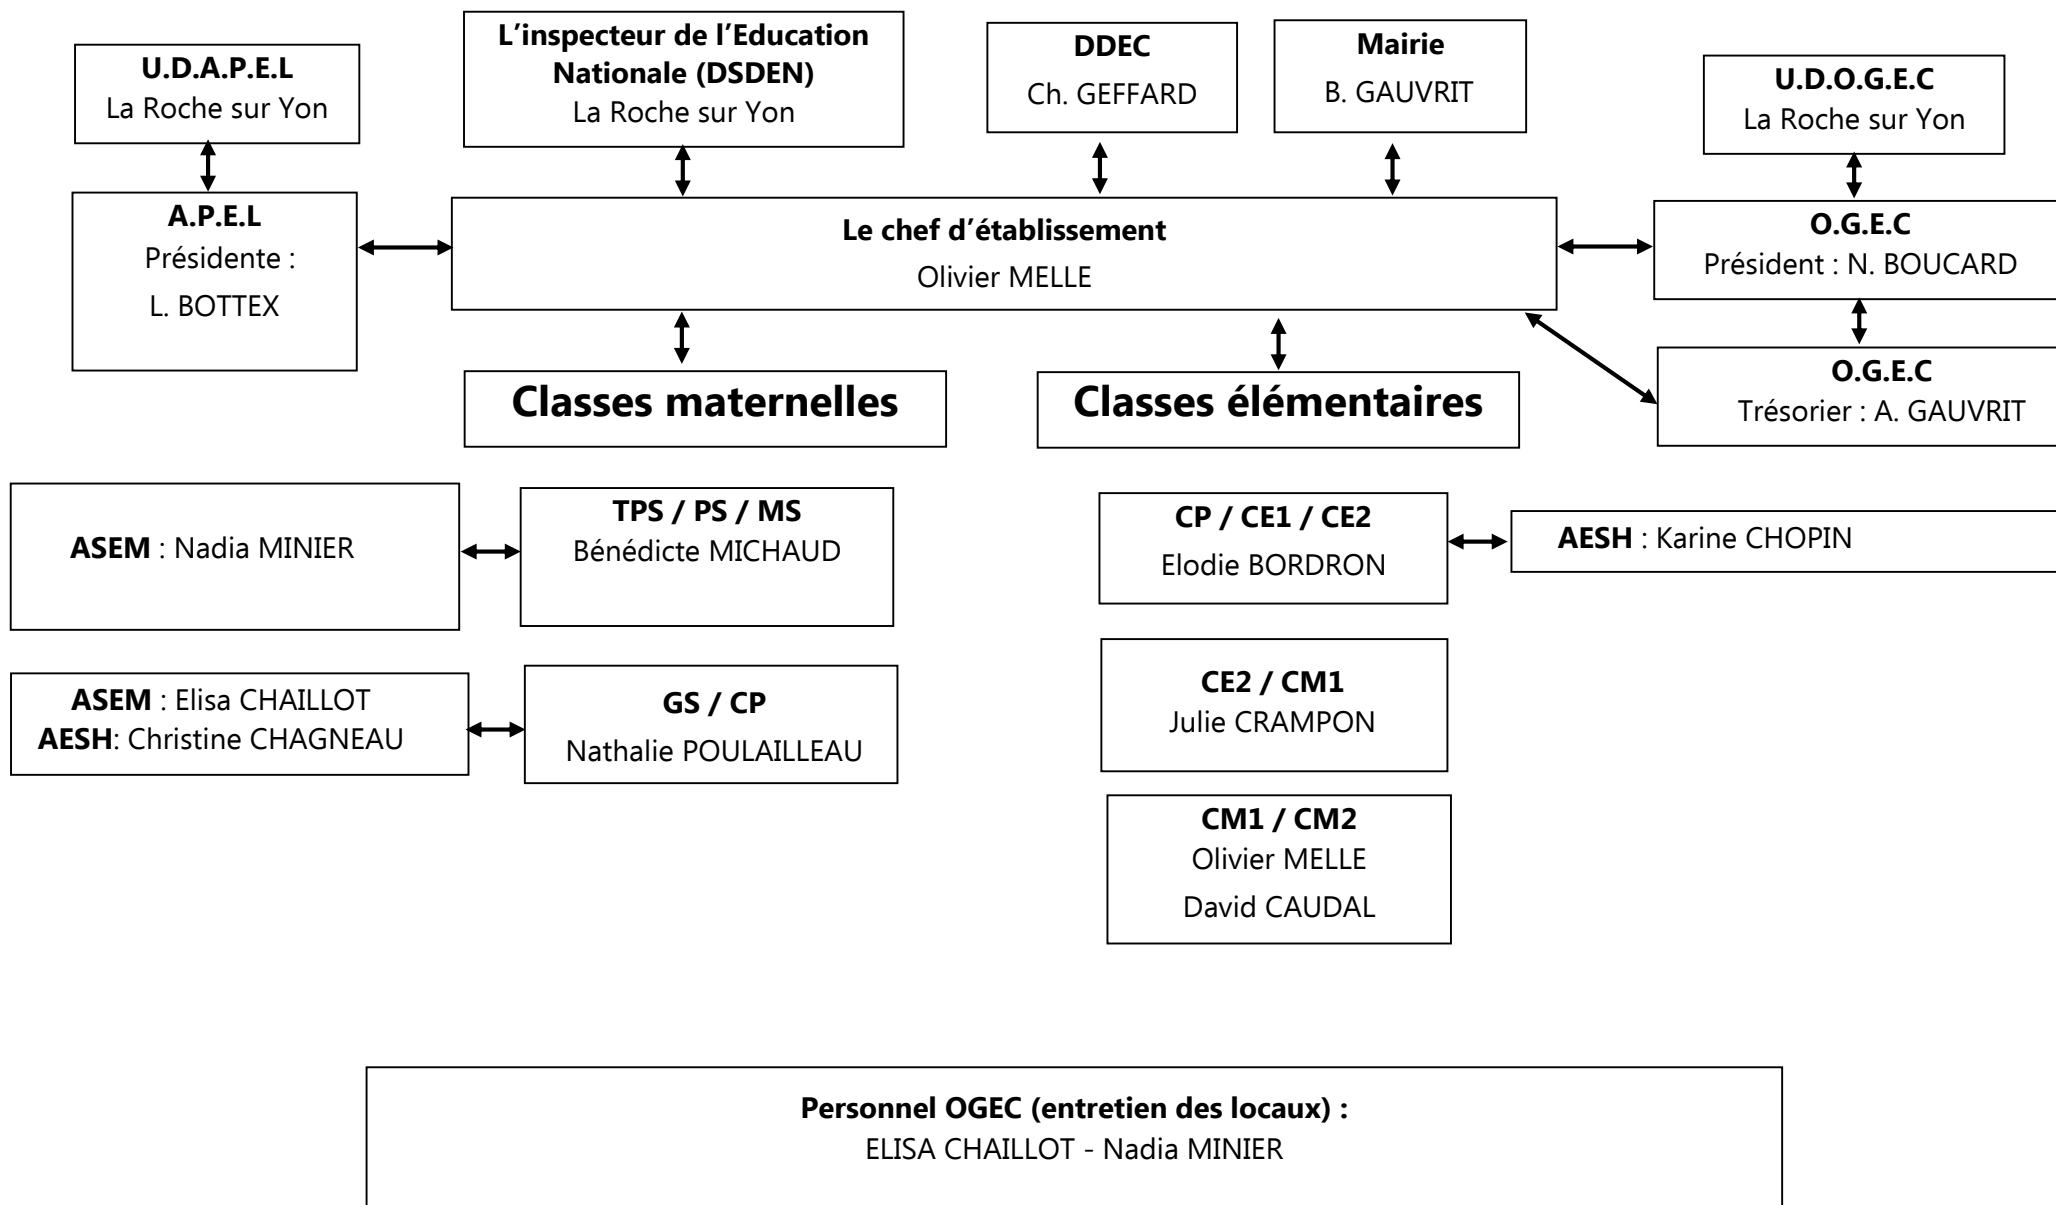 U.D.A.P.E.L
La Roche sur Yon
L’inspecteur de l’Education
Nationale (DSDEN)
La Roche sur Yon
DDEC
Ch. GEFFARD
Mairie
B. GAUVRIT
U.D.O.G.E.C
La Roche sur Yon
A.P.E.L
Présidente :
L. BOTTEX
Le chef d’établissement
Olivier MELLE
O.G.E.C
Président : N. BOUCARD
O.G.E.C
Trésorier : A. GAUVRIT
Classes maternelles
Classes élémentaires
ASEM : Nadia MINIER
TPS / PS / MS
Bénédicte MICHAUD
CP / CE1 / CE2
Elodie BORDRON
AESH : Karine CHOPIN
ASEM : Elisa CHAILLOT
AESH: Christine CHAGNEAU
GS / CP
Nathalie POULAILLEAU
CE2 / CM1
Julie CRAMPON
CM1 / CM2
Olivier MELLE
David CAUDAL
Personnel OGEC (entretien des locaux) :
ELISA CHAILLOT - Nadia MINIER